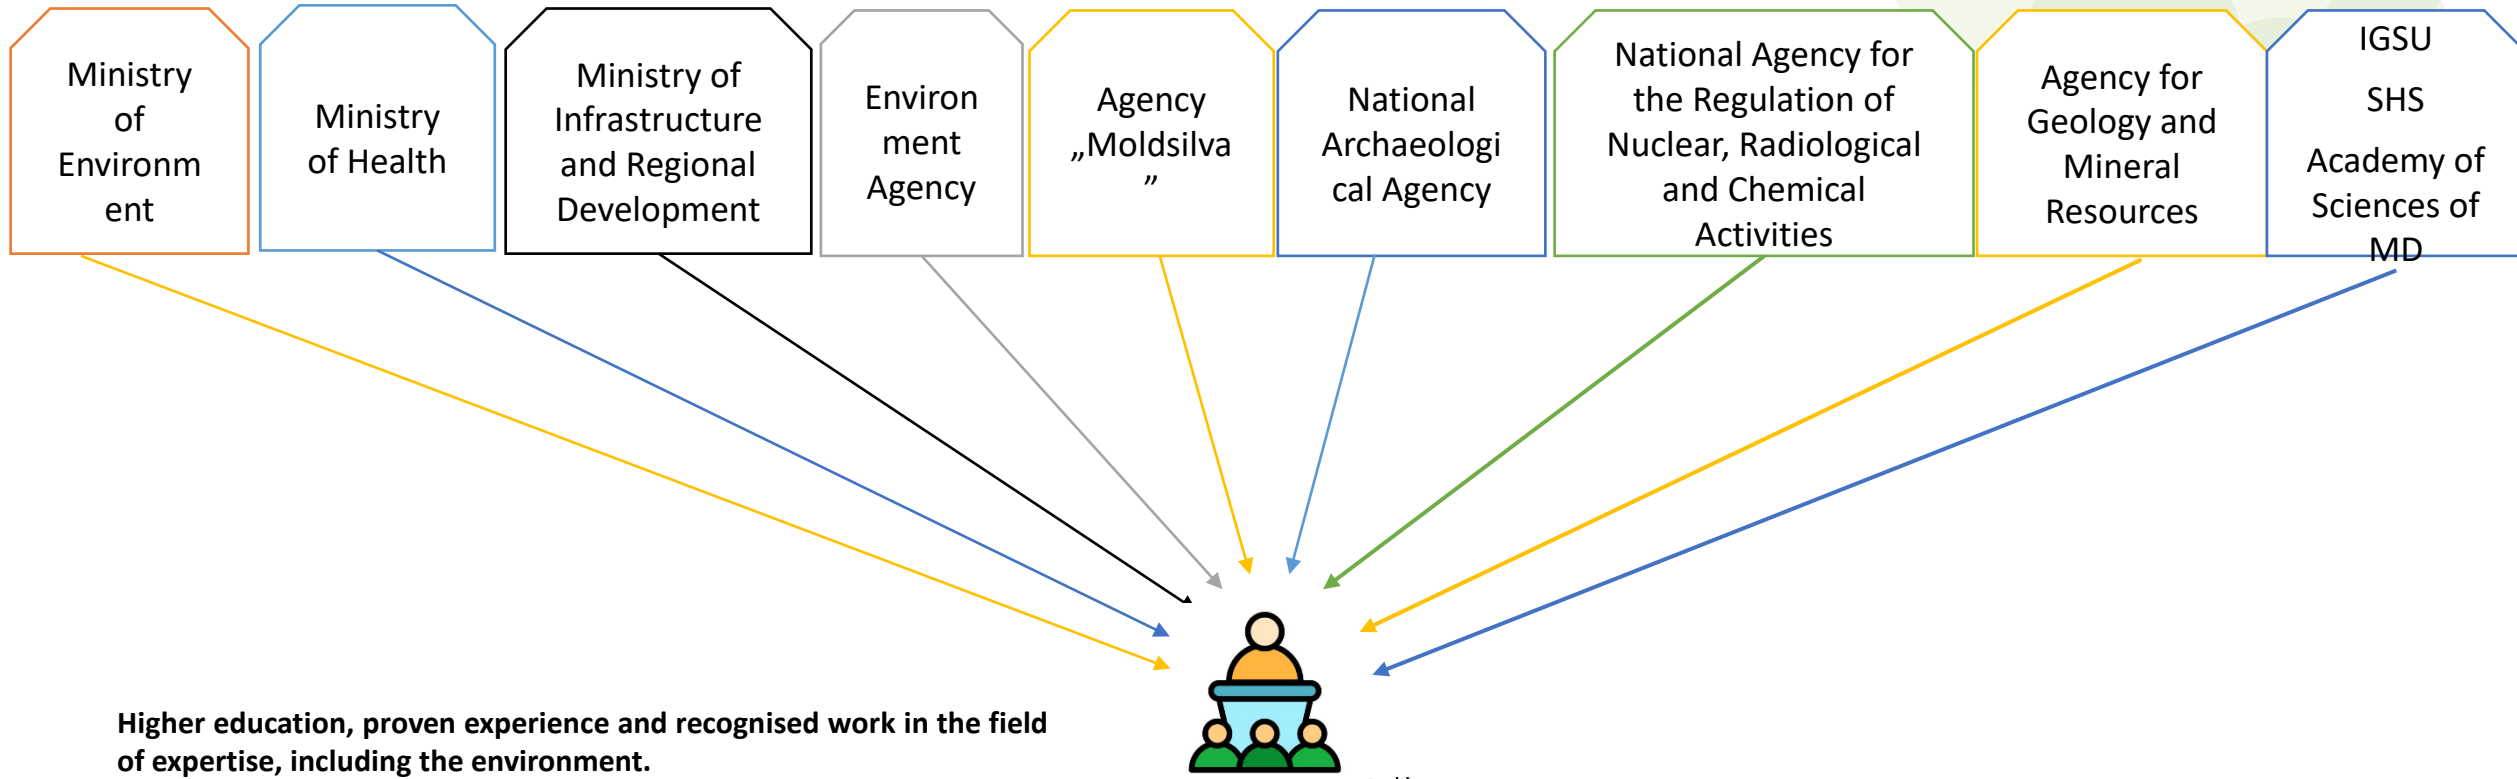 Ministry
of
Environm
ent
Ministry
of Health
Ministry of
Infrastructure
and Regional
Development
Environ
ment
Agency
Agency
„Moldsilva
”
National
Archaeologi
cal Agency
National Agency for
the Regulation of
Nuclear, Radiological
and Chemical
Activities
Agency for
Geology and
Mineral
Resources
IGSU
SHS
Academy of
Sciences of
MD
Higher education, proven experience and recognised work in the field
of expertise, including the environment.